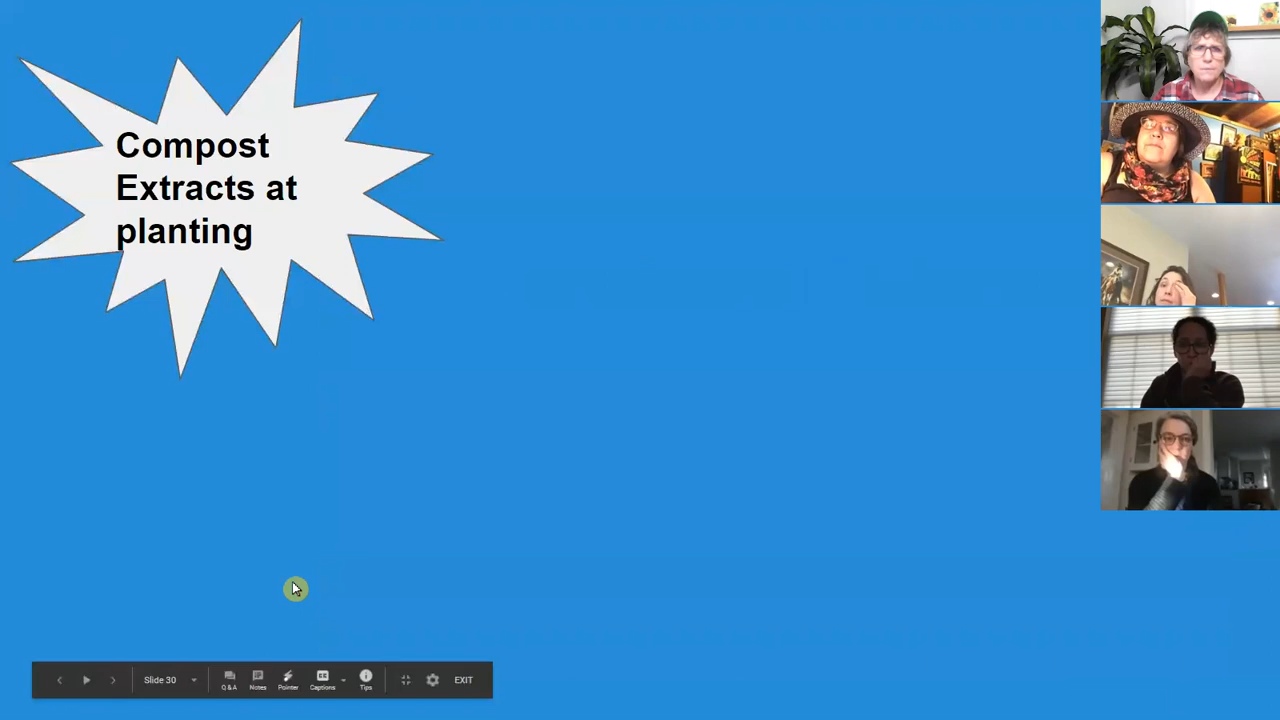 Compost
Extracts at
planting
Slide 30
Q & A
Notes
Pointer
Captions
Tips
EXIT